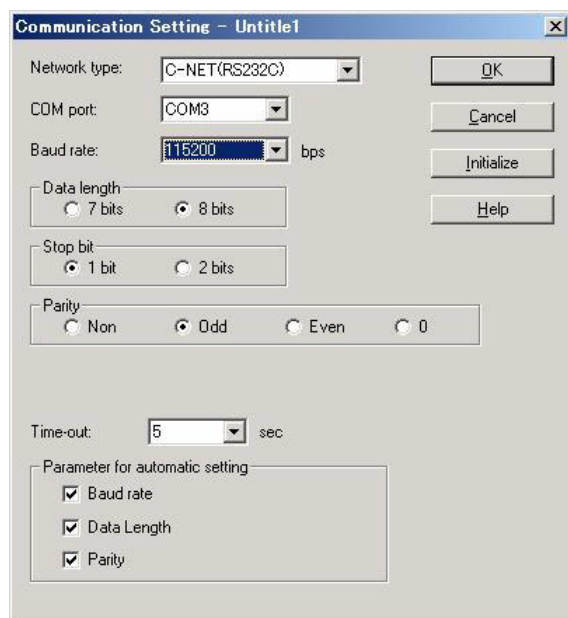 Communication Setting - Untitle1
Network type: C-NET(RS232C)
OK
COM port: COM3
Cancel
Baud rate: 115200 bps
Initialize
Data length
7 bits 8 bits
Help
Stop bit
1 bit 2 bits
Parity
Non Odd Even 0
Time-out: 5 sec
Parameter for automatic setting
Baud rate
Data Length
Parity